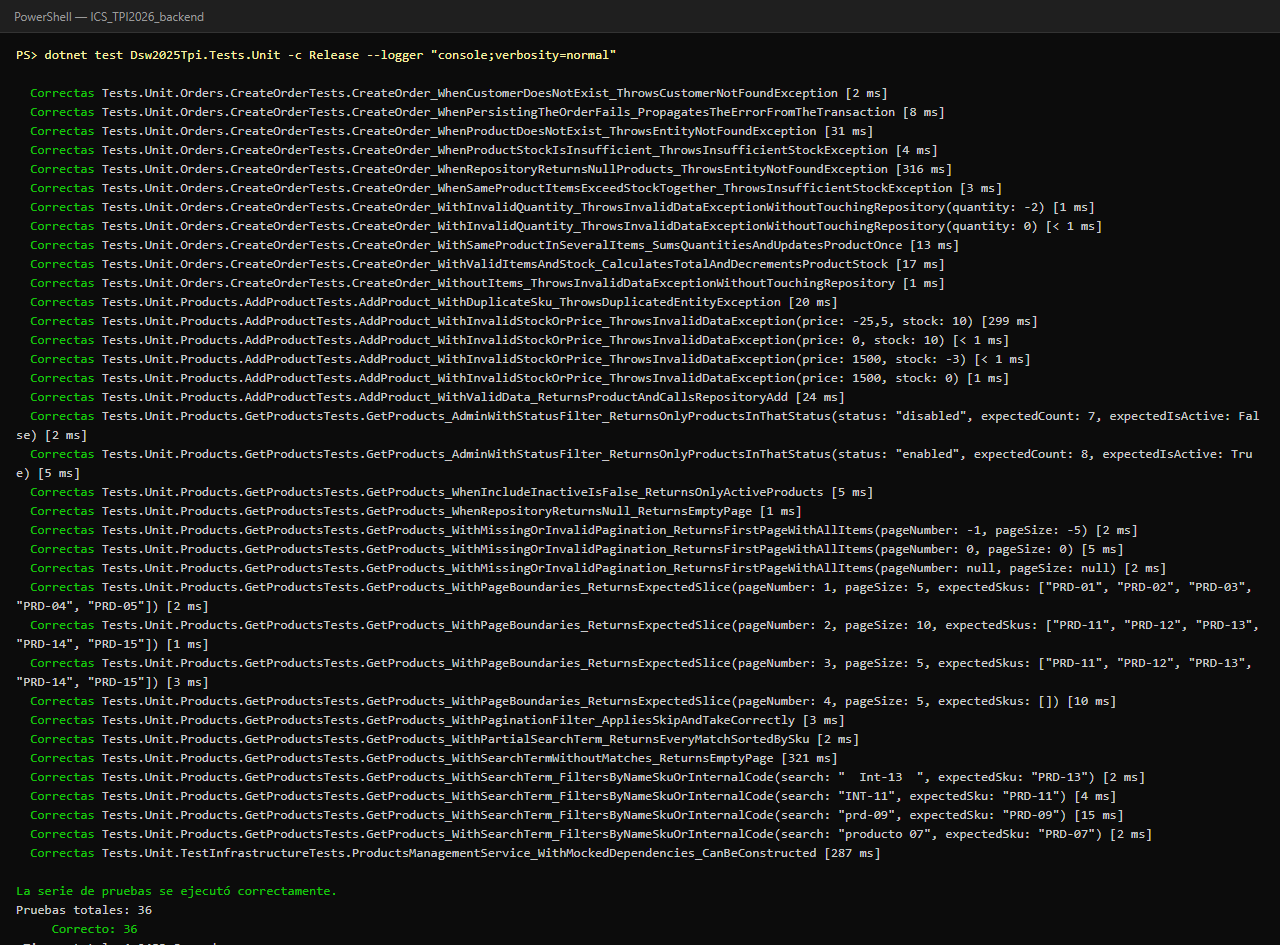 PowerShell — ICS_TPI2026_backend
PS> dotnet test Dsw2025Tpi.Tests.Unit -c Release --logger "console;verbosity=normal"
Correctas Tests.Unit.Orders.CreateOrderTests.CreateOrder_WhenCustomerDoesNotExist_ThrowsCustomerNotFoundException [2 ms]
Correctas Tests.Unit.Orders.CreateOrderTests.CreateOrder_WhenPersistingTheOrderFails_PropagatesTheErrorFromTheTransaction [8 ms]
Correctas Tests.Unit.Orders.CreateOrderTests.CreateOrder_WhenProductDoesNotExist_ThrowsEntityNotFoundException [31 ms]
Correctas Tests.Unit.Orders.CreateOrderTests.CreateOrder_WhenProductStockIsInsufficient_ThrowsInsufficientStockException [4 ms]
Correctas Tests.Unit.Orders.CreateOrderTests.CreateOrder_WhenRepositoryReturnsNullProducts_ThrowsEntityNotFoundException [316 ms]
Correctas Tests.Unit.Orders.CreateOrderTests.CreateOrder_WhenSameProductItemsExceedStockTogether_ThrowsInsufficientStockException [3 ms]
Correctas Tests.Unit.Orders.CreateOrderTests.CreateOrder_WithInvalidQuantity_ThrowsInvalidDataExceptionWithoutTouchingRepository(quantity: -2) [1 ms]
Correctas Tests.Unit.Orders.CreateOrderTests.CreateOrder_WithInvalidQuantity_ThrowsInvalidDataExceptionWithoutTouchingRepository(quantity: 0) [< 1 ms]
Correctas Tests.Unit.Orders.CreateOrderTests.CreateOrder_WithSameProductInSeveralItems_SumsQuantitiesAndUpdatesProductOnce [13 ms]
Correctas Tests.Unit.Orders.CreateOrderTests.CreateOrder_WithValidItemsAndStock_CalculatesTotalAndDecrementsProductStock [17 ms]
Correctas Tests.Unit.Orders.CreateOrderTests.CreateOrder_WithoutItems_ThrowsInvalidDataExceptionWithoutTouchingRepository [1 ms]
Correctas Tests.Unit.Products.AddProductTests.AddProduct_WithDuplicateSku_ThrowsDuplicatedEntityException [20 ms]
Correctas Tests.Unit.Products.AddProductTests.AddProduct_WithInvalidStockOrPrice_ThrowsInvalidDataException(price: -25,5, stock: 10) [299 ms]
Correctas Tests.Unit.Products.AddProductTests.AddProduct_WithInvalidStockOrPrice_ThrowsInvalidDataException(price: 0, stock: 10) [< 1 ms]
Correctas Tests.Unit.Products.AddProductTests.AddProduct_WithInvalidStockOrPrice_ThrowsInvalidDataException(price: 1500, stock: -3) [< 1 ms]
Correctas Tests.Unit.Products.AddProductTests.AddProduct_WithInvalidStockOrPrice_ThrowsInvalidDataException(price: 1500, stock: 0) [1 ms]
Correctas Tests.Unit.Products.AddProductTests.AddProduct_WithValidData_ReturnsProductAndCallsRepositoryAdd [24 ms]
Correctas Tests.Unit.Products.GetProductsTests.GetProducts_AdminWithStatusFilter_ReturnsOnlyProductsInThatStatus(status: "disabled", expectedCount: 7, expectedIsActive: Fal
se) [2 ms]
Correctas Tests.Unit.Products.GetProductsTests.GetProducts_AdminWithStatusFilter_ReturnsOnlyProductsInThatStatus(status: "enabled", expectedCount: 8, expectedIsActive: Tru
e) [5 ms]
Correctas Tests.Unit.Products.GetProductsTests.GetProducts_WhenIncludeInactiveIsFalse_ReturnsOnlyActiveProducts [5 ms]
Correctas Tests.Unit.Products.GetProductsTests.GetProducts_WhenRepositoryReturnsNull_ReturnsEmptyPage [1 ms]
Correctas Tests.Unit.Products.GetProductsTests.GetProducts_WithMissingOrInvalidPagination_ReturnsFirstPageWithAllItems(pageNumber: -1, pageSize: -5) [2 ms]
Correctas Tests.Unit.Products.GetProductsTests.GetProducts_WithMissingOrInvalidPagination_ReturnsFirstPageWithAllItems(pageNumber: 0, pageSize: 0) [5 ms]
Correctas Tests.Unit.Products.GetProductsTests.GetProducts_WithMissingOrInvalidPagination_ReturnsFirstPageWithAllItems(pageNumber: null, pageSize: null) [2 ms]
Correctas Tests.Unit.Products.GetProductsTests.GetProducts_WithPageBoundaries_ReturnsExpectedSlice(pageNumber: 1, pageSize: 5, expectedSkus: ["PRD-01", "PRD-02", "PRD-03",
"PRD-04", "PRD-05"]) [2 ms]
Correctas Tests.Unit.Products.GetProductsTests.GetProducts_WithPageBoundaries_ReturnsExpectedSlice(pageNumber: 2, pageSize: 10, expectedSkus: ["PRD-11", "PRD-12", "PRD-13",
"PRD-14", "PRD-15"]) [1 ms]
Correctas Tests.Unit.Products.GetProductsTests.GetProducts_WithPageBoundaries_ReturnsExpectedSlice(pageNumber: 3, pageSize: 5, expectedSkus: ["PRD-11", "PRD-12", "PRD-13",
"PRD-14", "PRD-15"]) [3 ms]
Correctas Tests.Unit.Products.GetProductsTests.GetProducts_WithPageBoundaries_ReturnsExpectedSlice(pageNumber: 4, pageSize: 5, expectedSkus: []) [10 ms]
Correctas Tests.Unit.Products.GetProductsTests.GetProducts_WithPaginationFilter_AppliesSkipAndTakeCorrectly [3 ms]
Correctas Tests.Unit.Products.GetProductsTests.GetProducts_WithPartialSearchTerm_ReturnsEveryMatchSortedBySku [2 ms]
Correctas Tests.Unit.Products.GetProductsTests.GetProducts_WithSearchTermWithoutMatches_ReturnsEmptyPage [321 ms]
Correctas Tests.Unit.Products.GetProductsTests.GetProducts_WithSearchTerm_FiltersByNameSkuOrInternalCode(search: "  Int-13  ", expectedSku: "PRD-13") [2 ms]
Correctas Tests.Unit.Products.GetProductsTests.GetProducts_WithSearchTerm_FiltersByNameSkuOrInternalCode(search: "INT-11", expectedSku: "PRD-11") [4 ms]
Correctas Tests.Unit.Products.GetProductsTests.GetProducts_WithSearchTerm_FiltersByNameSkuOrInternalCode(search: "prd-09", expectedSku: "PRD-09") [15 ms]
Correctas Tests.Unit.Products.GetProductsTests.GetProducts_WithSearchTerm_FiltersByNameSkuOrInternalCode(search: "producto 07", expectedSku: "PRD-07") [2 ms]
Correctas Tests.Unit.TestInfrastructureTests.ProductsManagementService_WithMockedDependencies_CanBeConstructed [287 ms]
La serie de pruebas se ejecutó correctamente.
Pruebas totales: 36
Correcto: 36